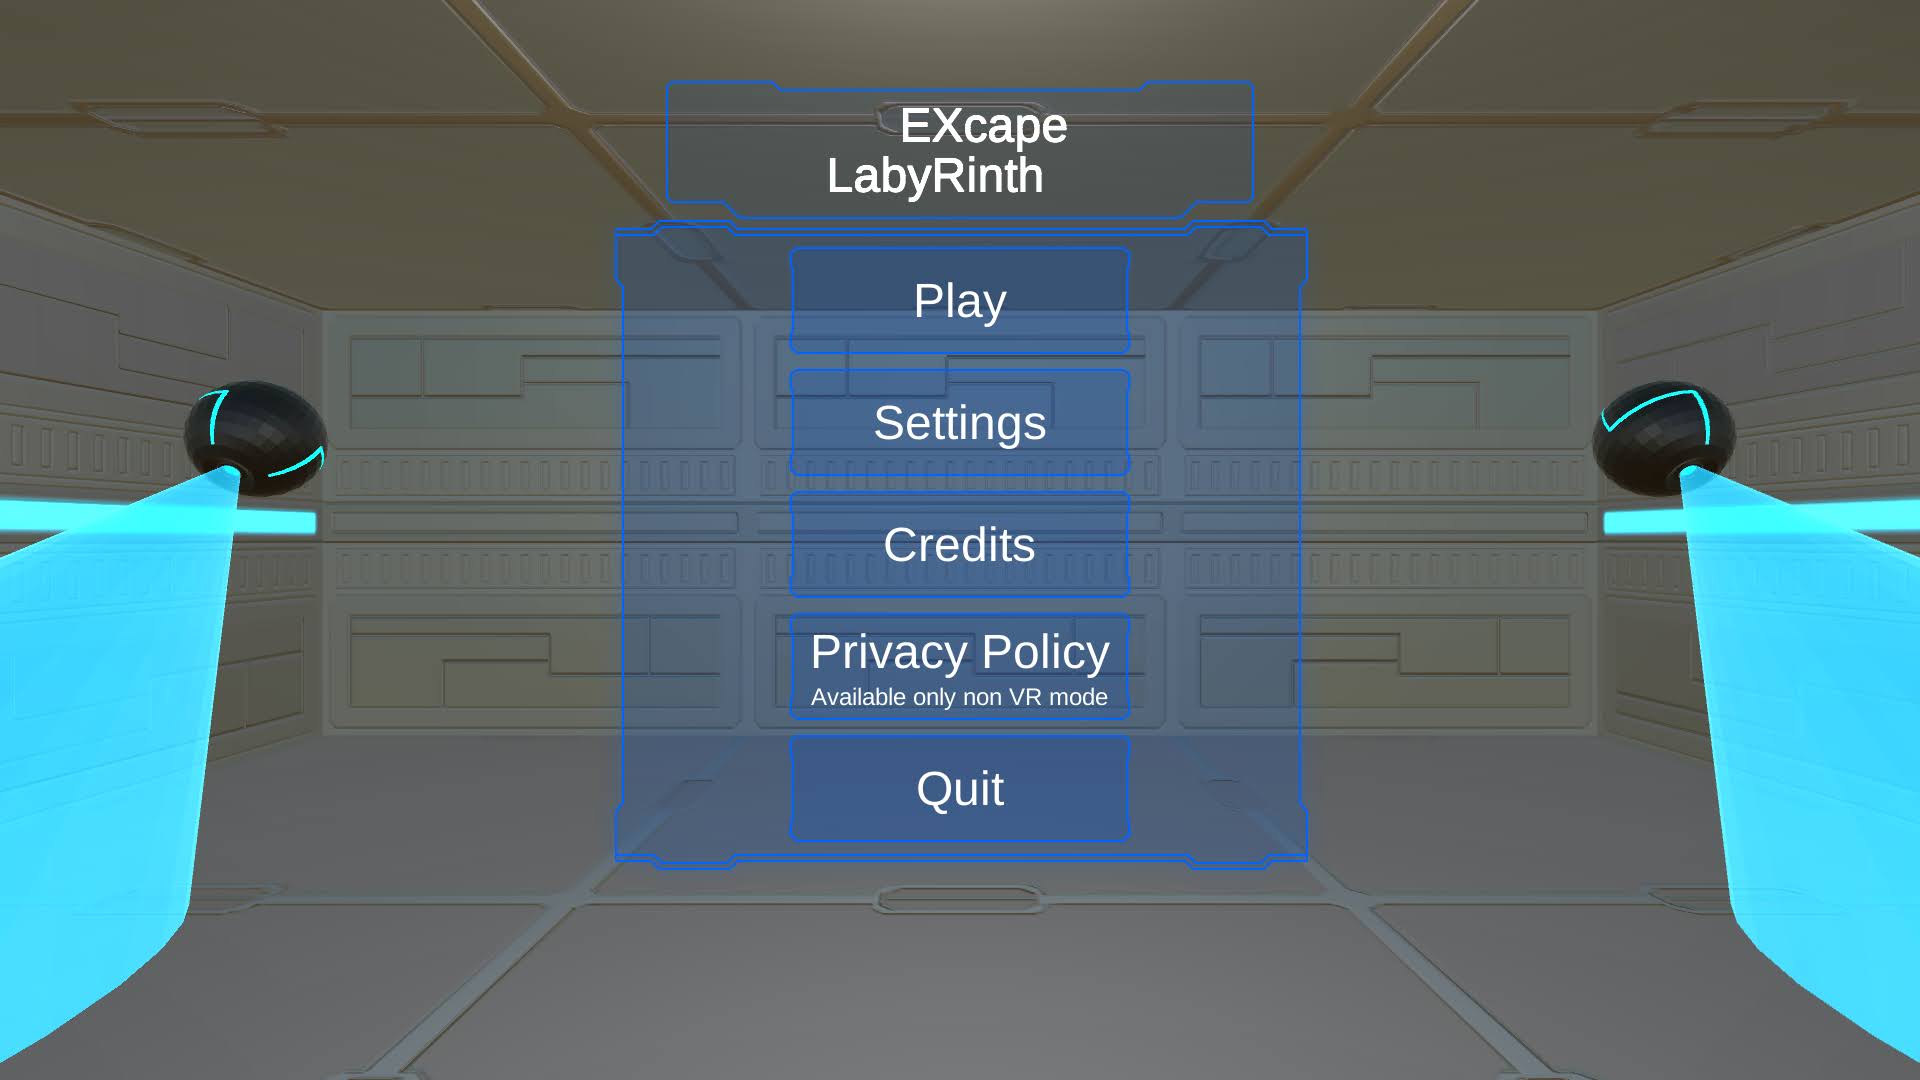 EXcape
LabyRinth
Play
Settings
Credits
Privacy Policy
Available only non VR mode
Quit